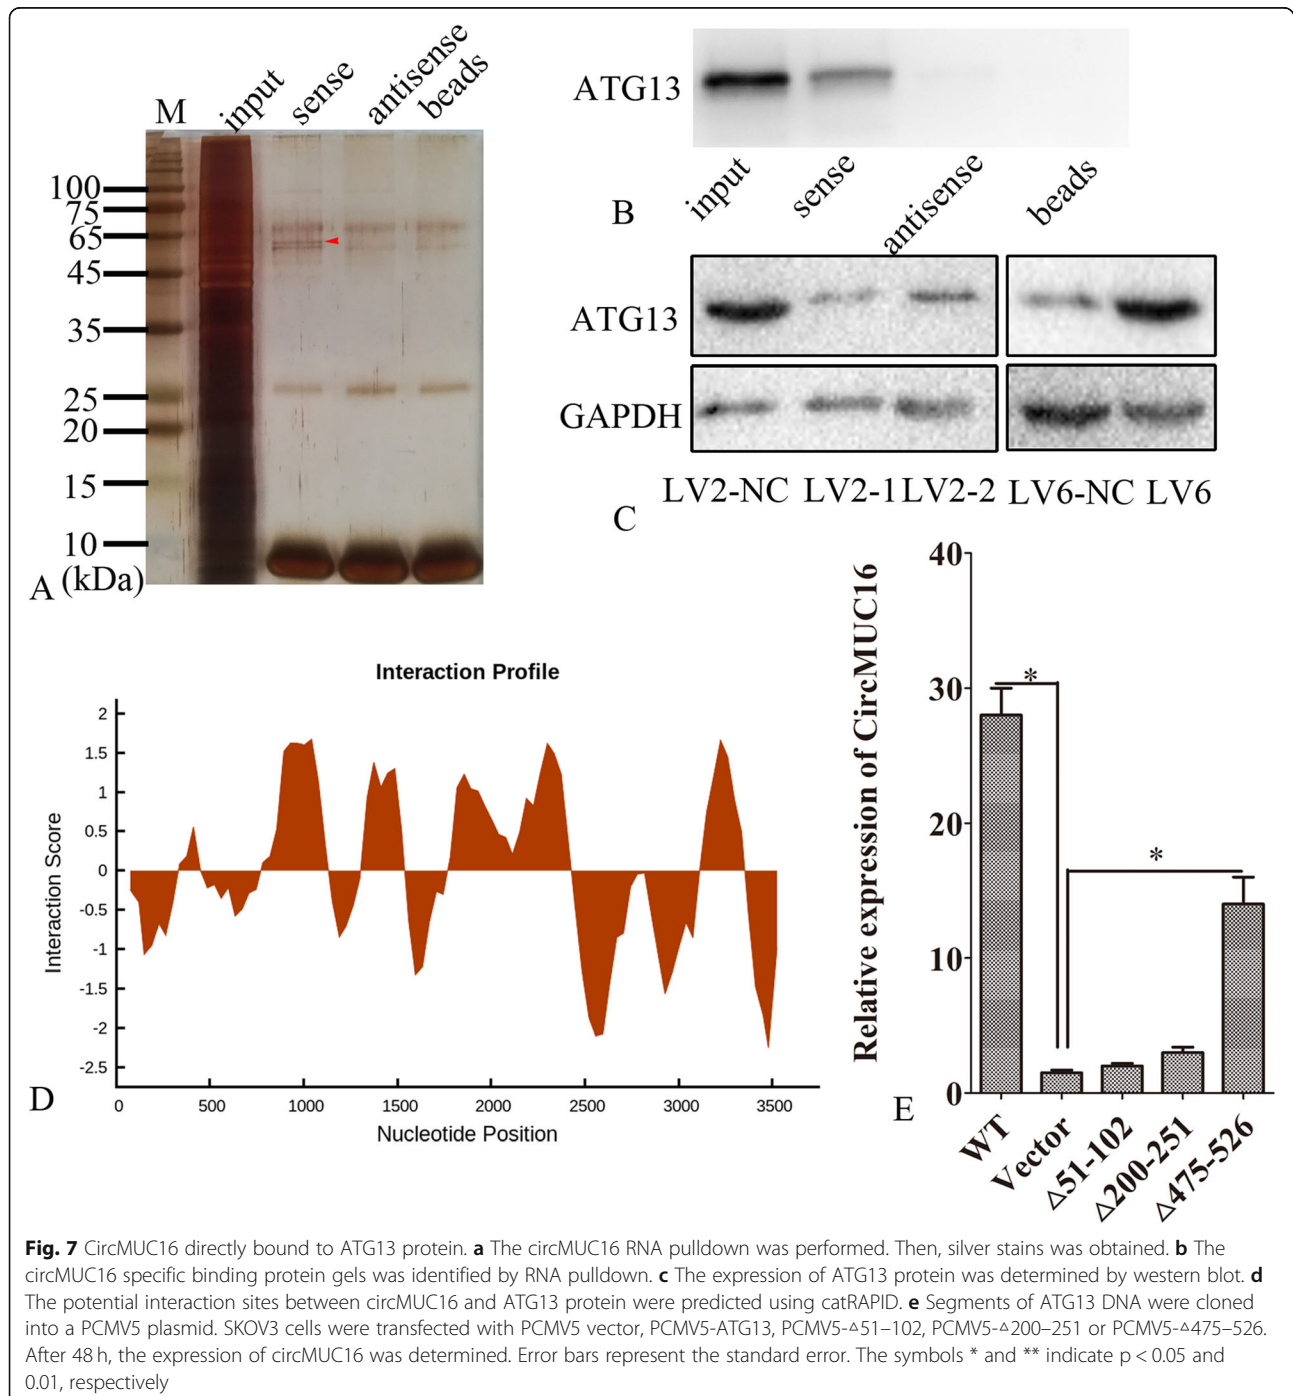 M
input
sense
antisense
beads
100
75
65
45
35
25
20
15
10
(kDa)
A
ATG13
input
sense
antisense
beads
B
ATG13
GAPDH
LV2-NC LV2-1 LV2-2 LV6-NC LV6
C
Interaction Profile
Interaction Score
2
1.5
1
0.5
0
-0.5
-1
-1.5
-2
-2.5
0 500 1000 1500 2000 2500 3000 3500
Nucleotide Position
D
Relative expression of CircMUC16
40
30
20
10
0
*
*
WT
Vector
△51-102
△200-251
△475-526
E
Fig. 7 CircMUC16 directly bound to ATG13 protein. a The circMUC16 RNA pulldown was performed. Then, silver stains was obtained. b The
circMUC16 specific binding protein gels was identified by RNA pulldown. c The expression of ATG13 protein was determined by western blot. d
The potential interaction sites between circMUC16 and ATG13 protein were predicted using catRAPID. e Segments of ATG13 DNA were cloned
into a PCMV5 plasmid. SKOV3 cells were transfected with PCMV5 vector, PCMV5-ATG13, PCMV5-△51–102, PCMV5-△200–251 or PCMV5-△475–526.
After 48 h, the expression of circMUC16 was determined. Error bars represent the standard error. The symbols * and ** indicate p < 0.05 and
0.01, respectively